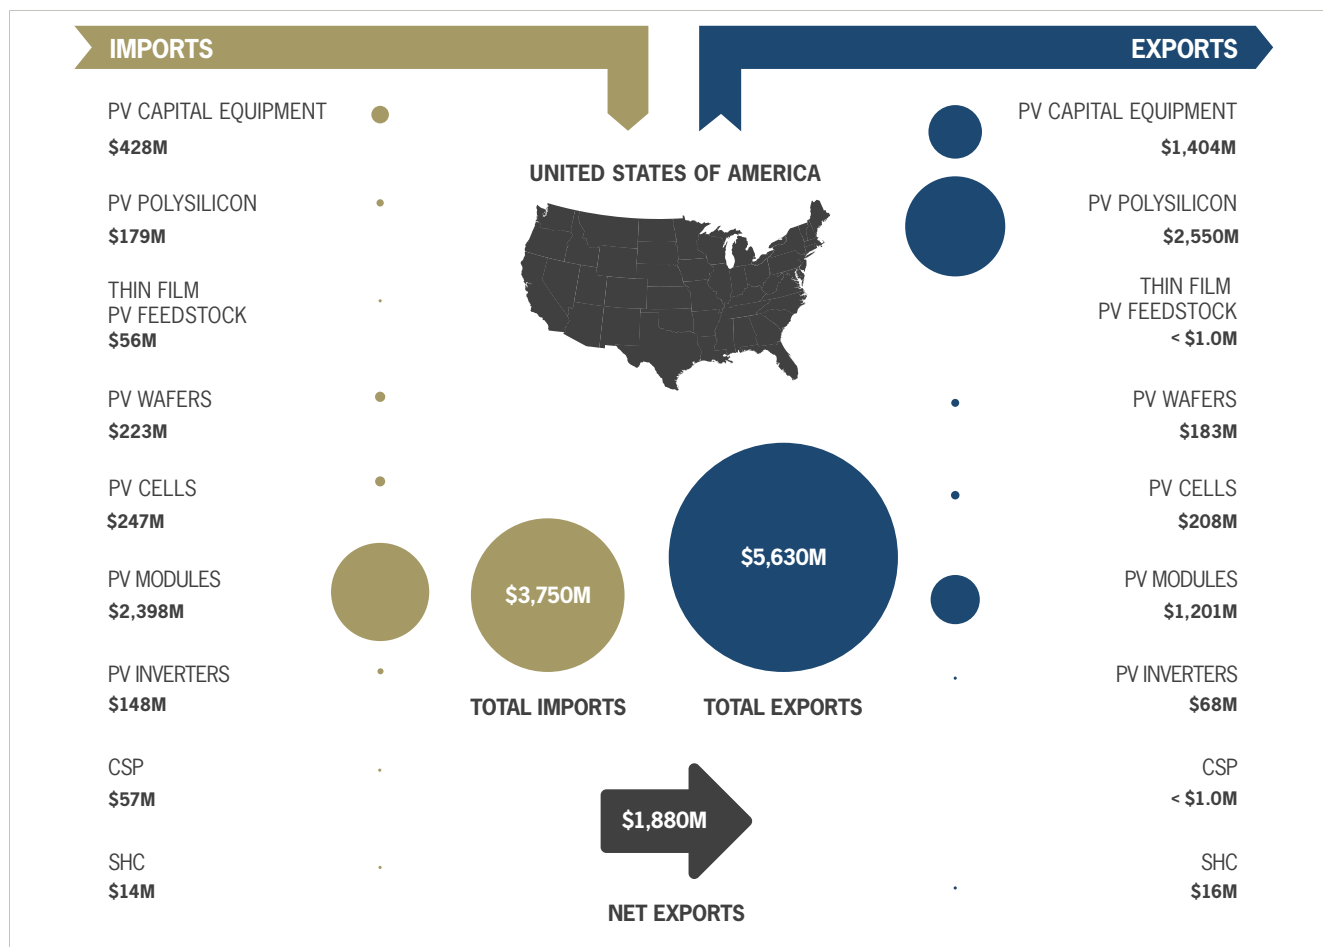 IMPORTS
PV CAPITAL EQUIPMENT
$428M
PV POLYSILICON
$179M
THIN FILM
PV FEEDSTOCK
$56M
PV WAFERS
$223M
PV CELLS
$247M
PV MODULES
$2,398M
PV INVERTERS
$148M
CSP
$57M
SHC
$14M
UNITED STATES OF AMERICA
$3,750M
TOTAL IMPORTS
$5,630M
TOTAL EXPORTS
$1,880M
NET EXPORTS
EXPORTS
PV CAPITAL EQUIPMENT
$1,404M
PV POLYSILICON
$2,550M
THIN FILM
PV FEEDSTOCK
< $1.0M
PV WAFERS
$183M
PV CELLS
$208M
PV MODULES
$1,201M
PV INVERTERS
$68M
CSP
< $1.0M
SHC
$16M